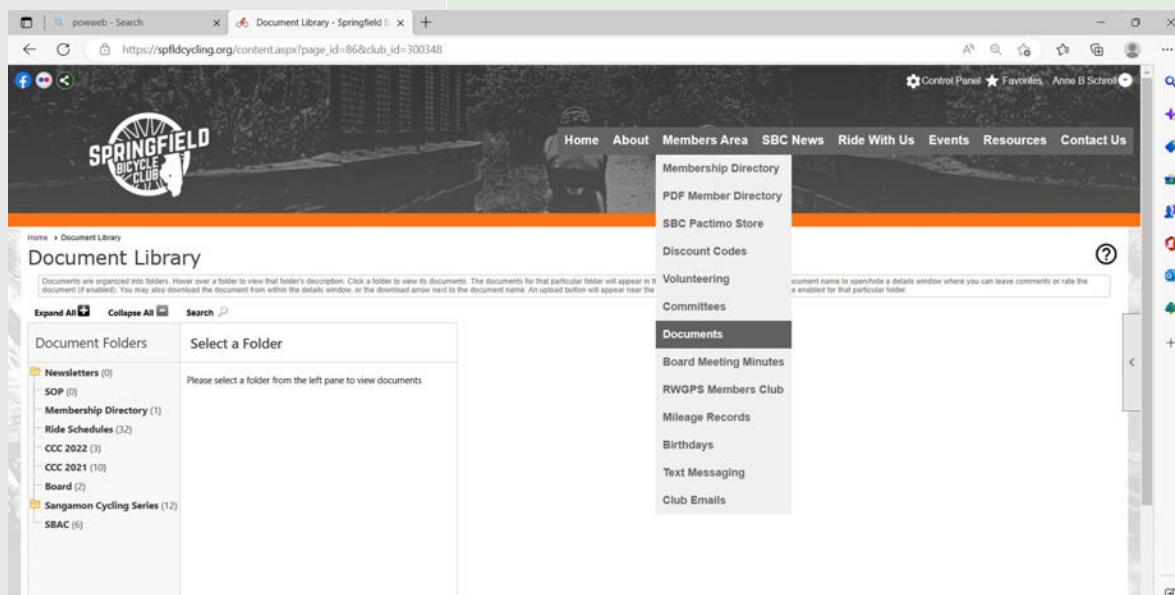 powweb - Search
Document Library - Springfield B
https://spfldcycling.org/content.aspx?page_id=86&club_id=300348
Control Panel Favorites Anne B Schroll
SPRINGFIELD
BICYCLE
CLUB
Home About Members Area SBC News Ride With Us Events Resources Contact Us
Membership Directory
PDF Member Directory
SBC Pactimo Store
Discount Codes
Volunteering
Committees
Documents
Board Meeting Minutes
RWGPS Members Club
Mileage Records
Birthdays
Text Messaging
Club Emails
Home Document Library
Document Library
Documents are organized into folders. Hover over a folder to view that folder's description. Click a folder to view its documents. The documents for that particular folder will appear in t ocument name to open/hide a details window where you can leave comments or rate the
document (if enabled). You may also download the document from within the details window, or the download arrow next to the document name. An upload button will appear near the e enabled for that particular folder.
Expand All Collapse All Search
Document Folders
Select a Folder
Newsletters (0)
SOP (0)
Membership Directory (1)
Ride Schedules (32)
CCC 2022 (3)
CCC 2021 (10)
Board (2)
Sangamon Cycling Series (12)
SBAC (6)
Please select a folder from the left pane to view documents